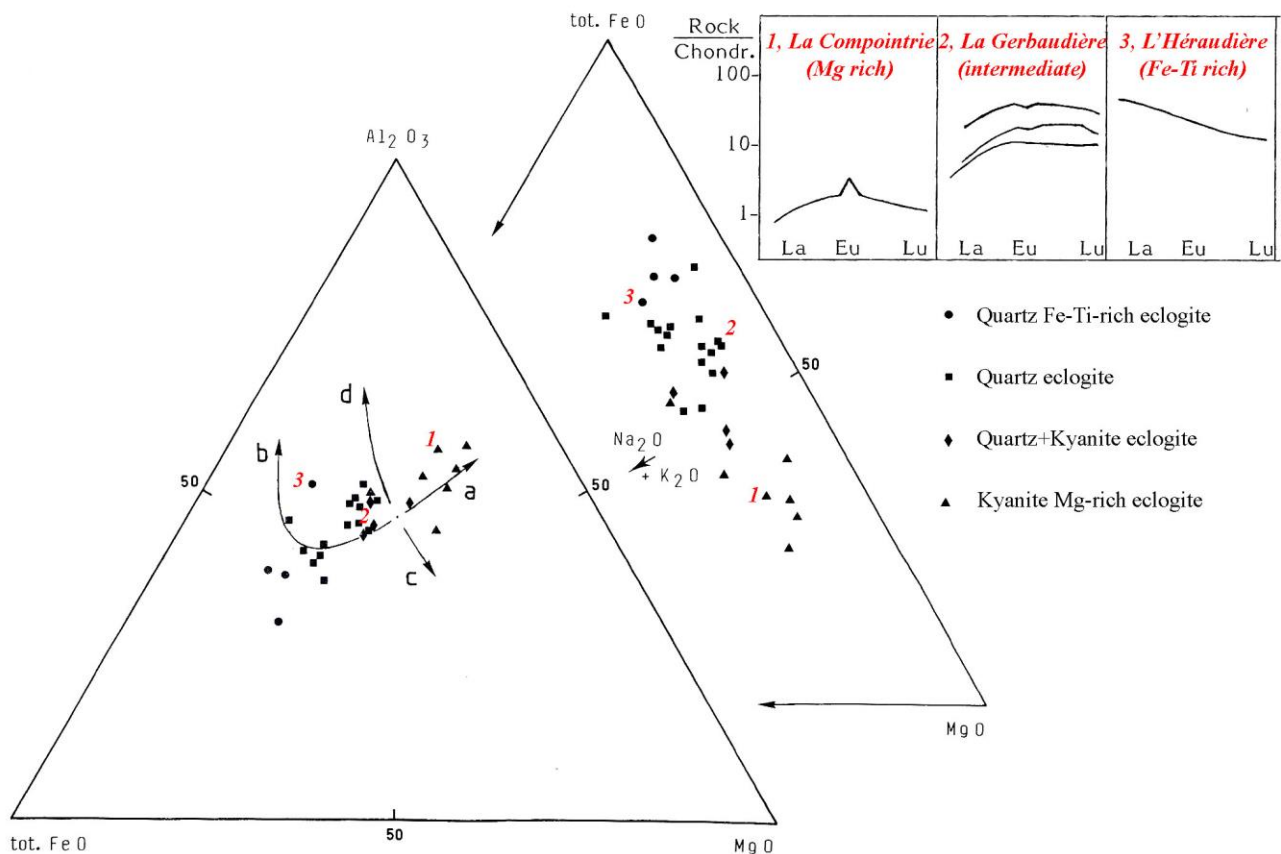 tot. Fe O
Rock
Chondr.
100-
10-
1-
1, La Compointrie
(Mg rich)
2, La Gerbaudière
(intermediate)
3, L'Héraudière
(Fe-Ti rich)
La Eu Lu
La Eu Lu
La Eu Lu
Al₂O₃
3
2
50
Na₂O
+ K₂O
1
MgO
Quartz Fe-Ti-rich eclogite
Quartz eclogite
Quartz+Kyanite eclogite
Kyanite Mg-rich eclogite
d
1
b
3
a
50
50
2
c
50
tot. Fe O
MgO